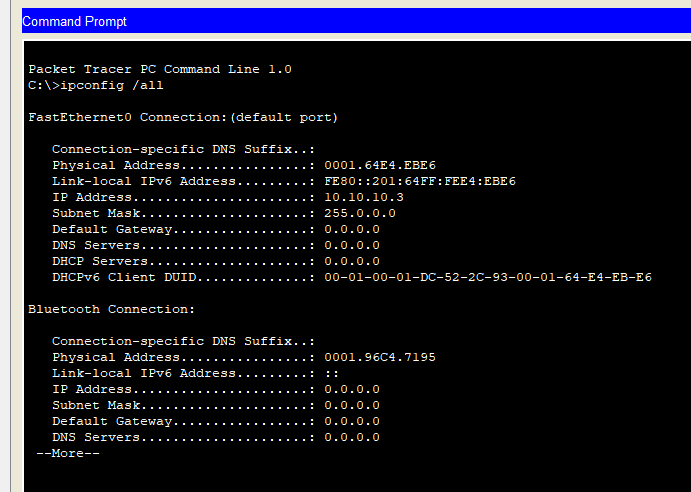 Command Prompt
Packet Tracer PC Command Line 1.0
C:\>ipconfig /all
FastEthernet0 Connection:(default port)
Connection-specific DNS Suffix..:
Physical Address................: 0001.64E4.EBE6
Link-local IPv6 Address.........: FE80::201:64FF:FEE4:EBE6
IP Address......................: 10.10.10.3
Subnet Mask.....................: 255.0.0.0
Default Gateway.................: 0.0.0.0
DNS Servers.....................: 0.0.0.0
DHCP Servers....................: 0.0.0.0
DHCPv6 Client DUID..............: 00-01-00-01-DC-52-2C-93-00-01-64-E4-EB-E6
Bluetooth Connection:
Connection-specific DNS Suffix..:
Physical Address................: 0001.96C4.7195
Link-local IPv6 Address.........: ::
IP Address......................: 0.0.0.0
Subnet Mask.....................: 0.0.0.0
Default Gateway.................: 0.0.0.0
DNS Servers.....................: 0.0.0.0
--More--